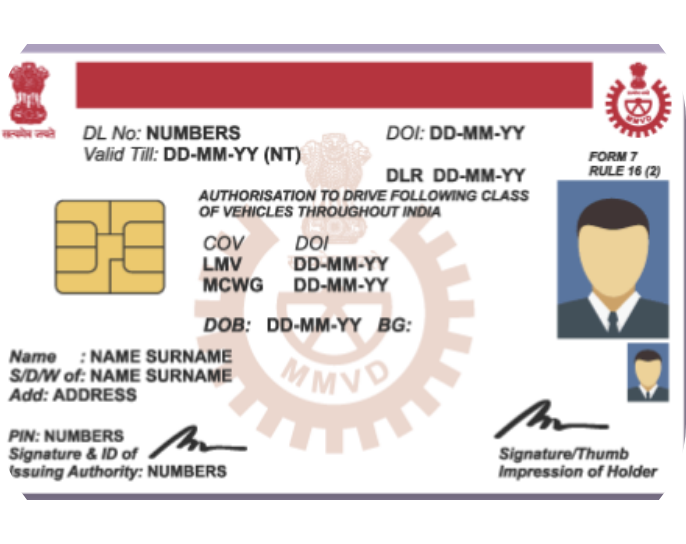 सत्यमेव जयते
DL No: NUMBERS DOI: DD-MM-YY
Valid Till: DD-MM-YY (NT)
FORM 7
RULE 16 (2)
DLR DD-MM-YY
AUTHORISATION TO DRIVE FOLLOWING CLASS
OF VEHICLES THROUGHOUT INDIA
COV DOI
LMV DD-MM-YY
MCWG DD-MM-YY
DOB: DD-MM-YY BG:
MMVD
Name : NAME SURNAME
S/D/W of: NAME SURNAME
Add: ADDRESS
PIN: NUMBERS
Signature & ID of
Issuing Authority: NUMBERS
Signature/Thumb
Impression of Holder
MMVD